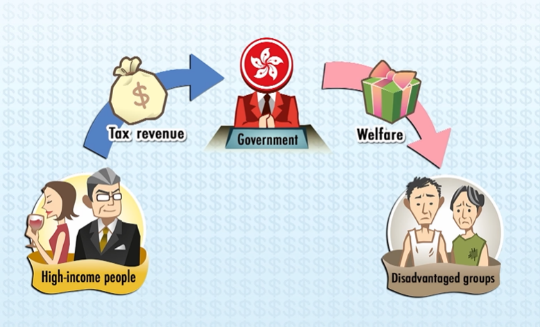 Tax revenue
Government
Welfare
High-income people
Disadvantaged groups